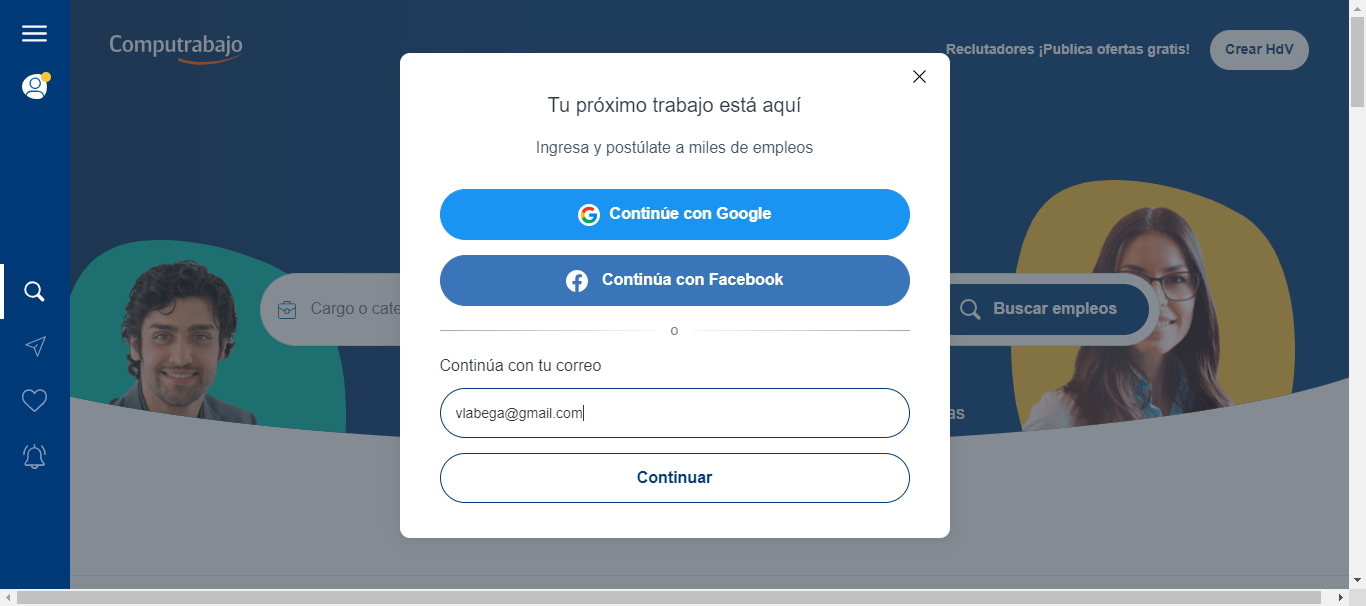 Computrabajo
Reclutadores ¡Publica ofertas gratis!
Crear HdV
Tu próximo trabajo está aquí
Ingresa y postúlate a miles de empleos
Continúe con Google
Continúa con Facebook
o
Cargo o cate
Buscar empleos
Continúa con tu correo
vlabega@gmail.com
as
Continuar